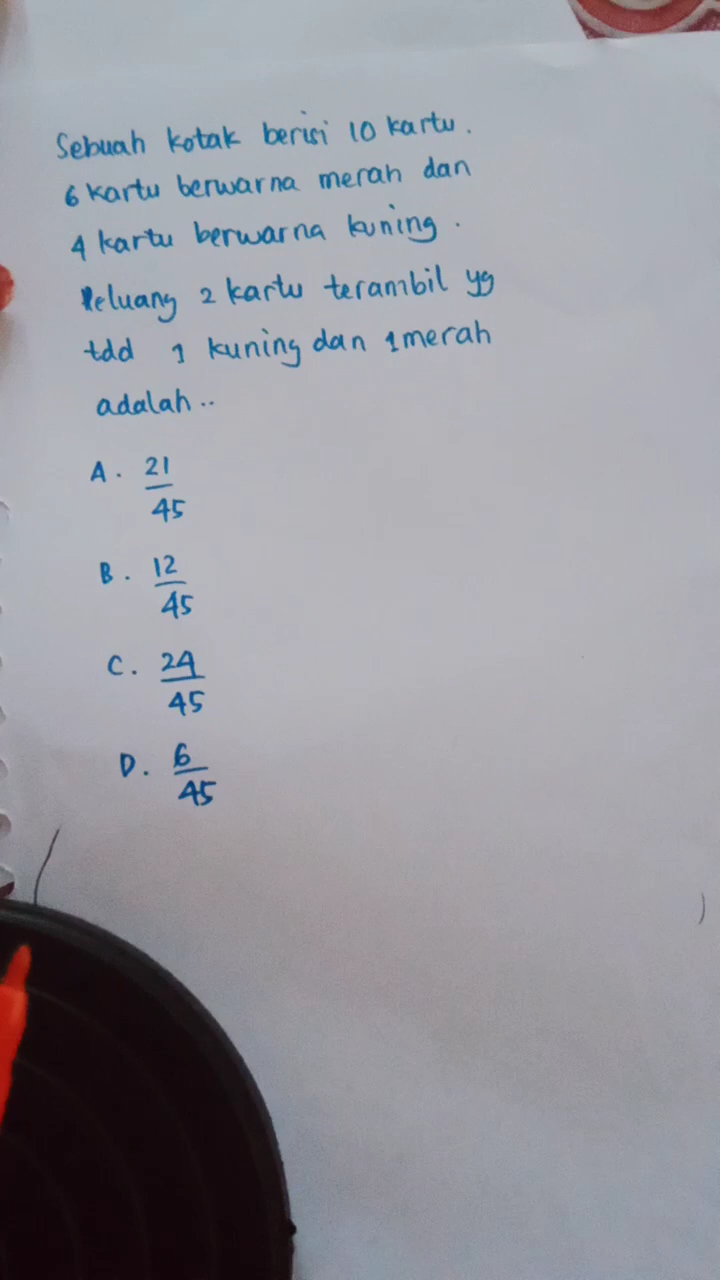 Sebuah kotak berisi 10 kartu.
6 kartu berwarna merah dan
4 kartu berwarna kuning.
Peluang 2 kartu terambil yg
tdd 1 kuning dan 1 merah
adalah..
A. 21/45
B. 12/45
C. 24/45
D. 6/45